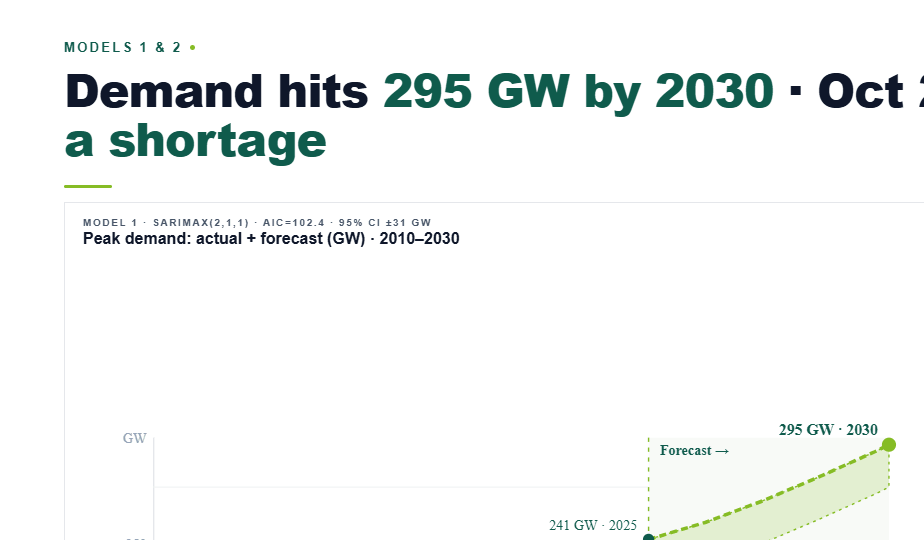 MODELS 1 & 2 •
Demand hits 295 GW by 2030 · Oct
a shortage
MODEL 1 · SARIMAX(2,1,1) · AIC=102.4 · 95% CI ±31 GW
Peak demand: actual + forecast (GW) · 2010–2030
GW
295 GW · 2030
Forecast →
241 GW · 2025